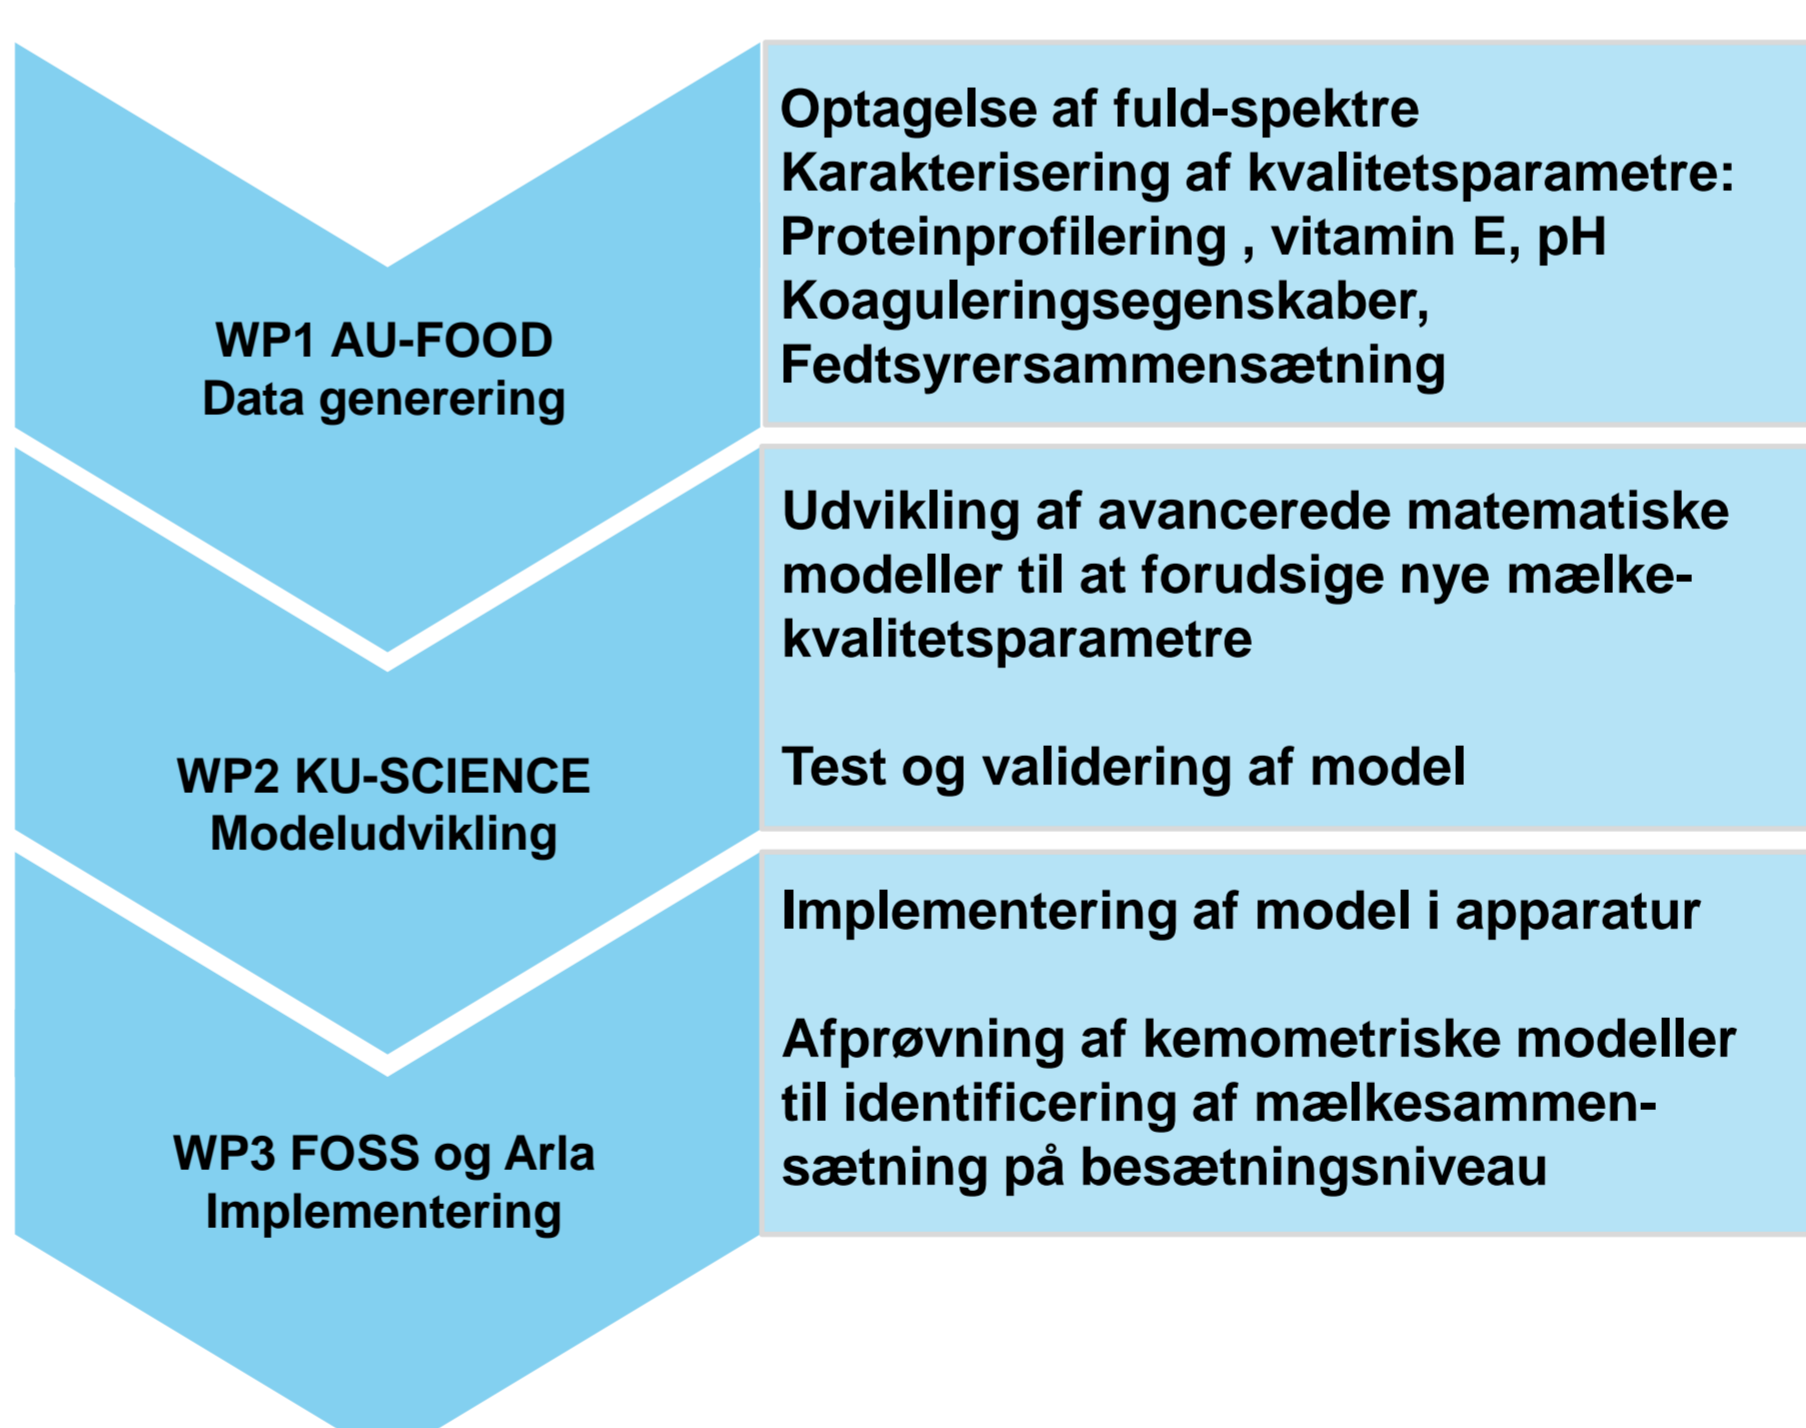 WP1 AU-FOOD
Data generering
Optagelse af fuld-spektre
Karakterisering af kvalitetsparametre:
Proteinprofilering , vitamin E, pH
Koaguleringsegenskaber,
Fedtsyrersammensætning
WP2 KU-SCIENCE
Modeludvikling
Udvikling af avancerede matematiske
modeller til at forudsige nye mælke-
kvalitetsparametre
Test og validering af model
WP3 FOSS og Arla
Implementering
Implementering af model i apparatur
Afprøvning af kemometriske modeller
til identificering af mælkesammen-
sætning på besætningsniveau